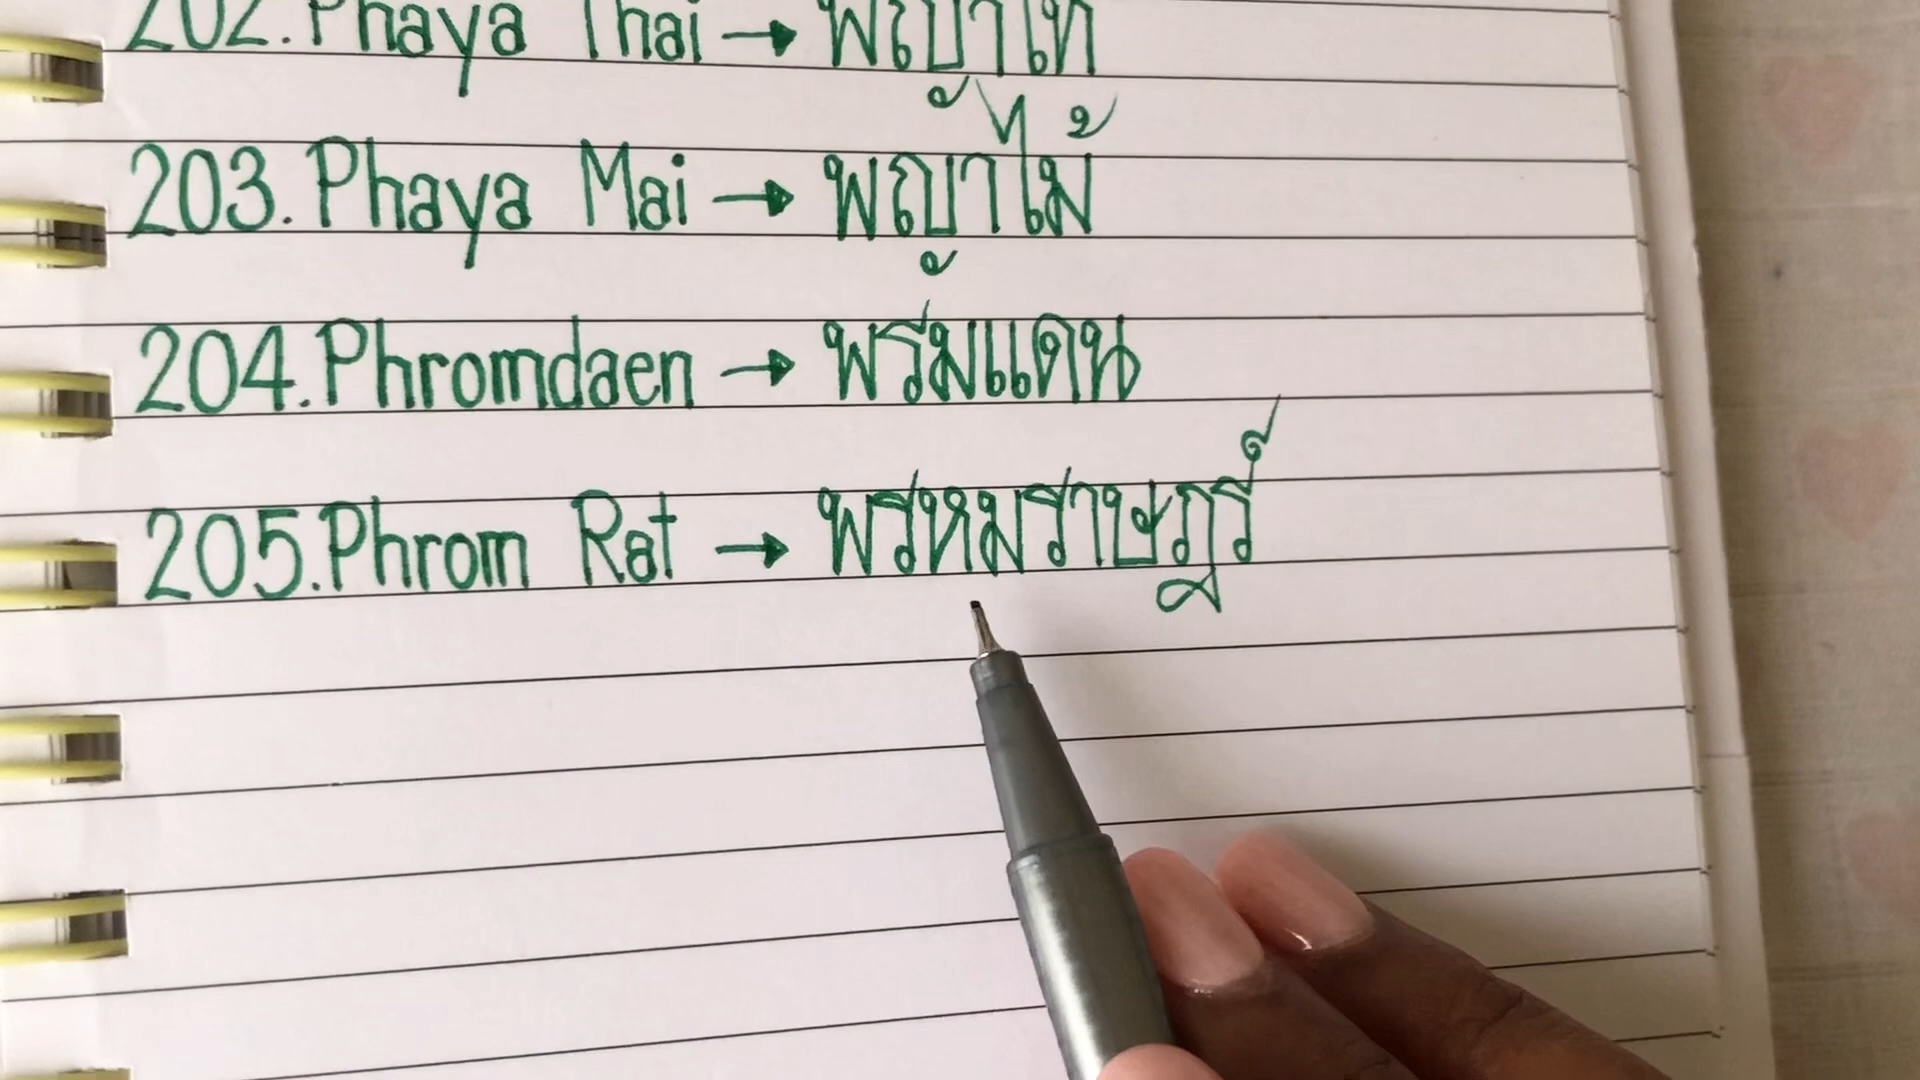 202. Phaya Thai → พญาไท
203. Phaya Mai → พญาไม้
204. Phromdaen → พรมแดน
205. Phrom Rat → พรหมราษฎร์